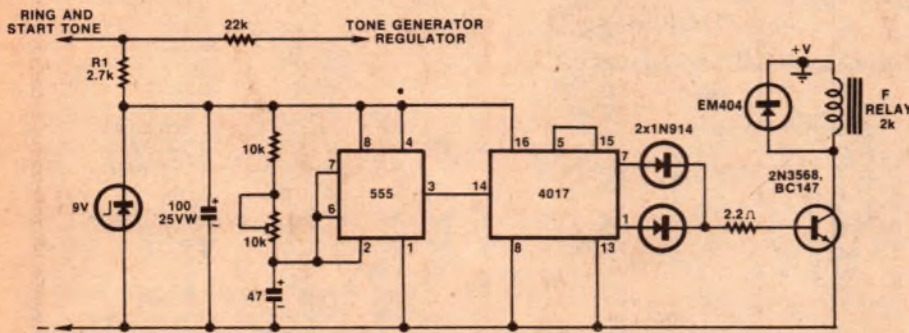 RING AND
START TONE
22k
TONE GENERATOR
REGULATOR
R1
2.7k
+V
F
RELAY
2k
EM404
10k
8
4
16
5
15
2x1N914
7
7
9V
100
25VW
555
3
14
4017
2N3568,
BC147
6
1
2.2Ω
10k
2
1
8
13
47
+
-
+
-